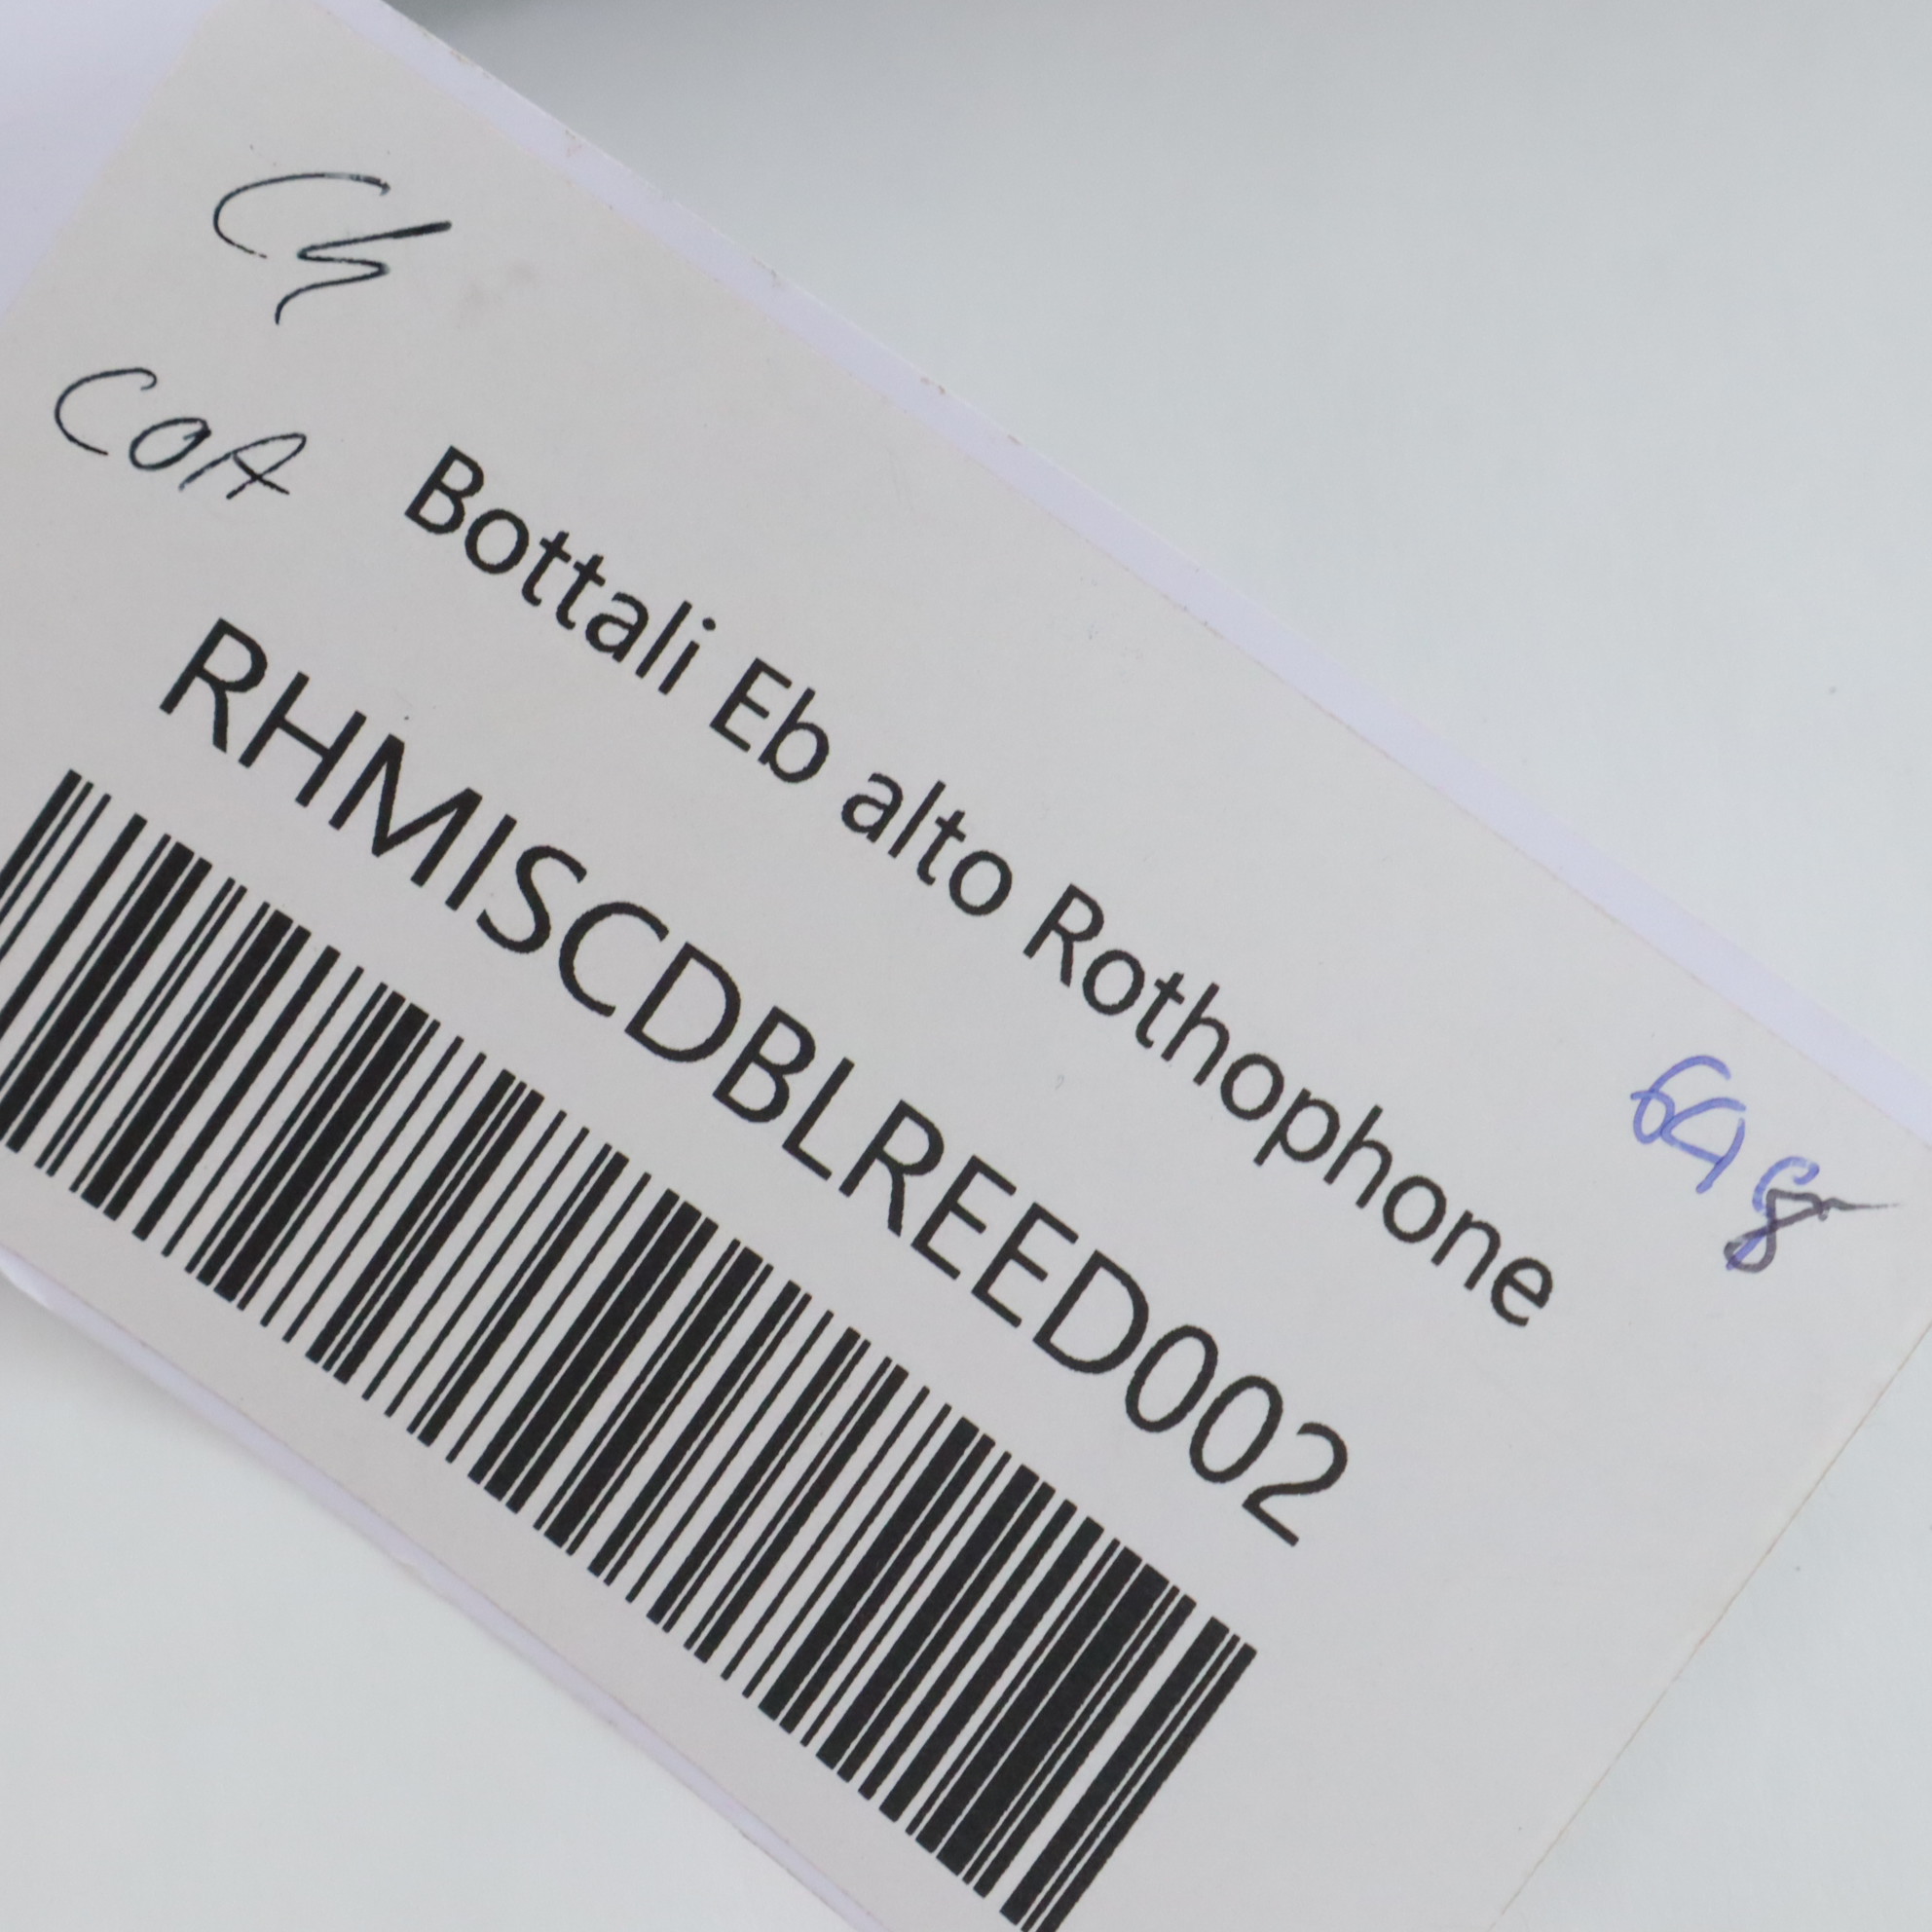 COA
Bottali Eb alto Rothophone
RHMISCDBLREED002